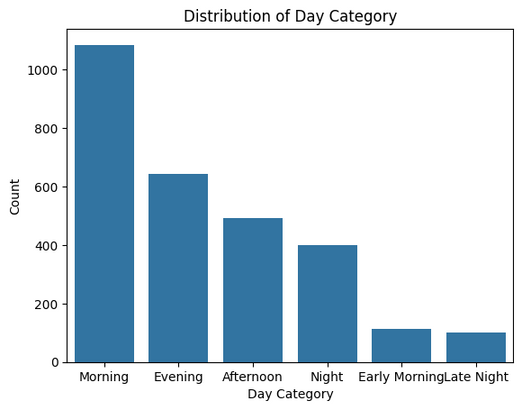 Distribution of Day Category
1000
800
600
400
200
0
Count
Morning Evening Afternoon Night Early Morning Late Night
Day Category